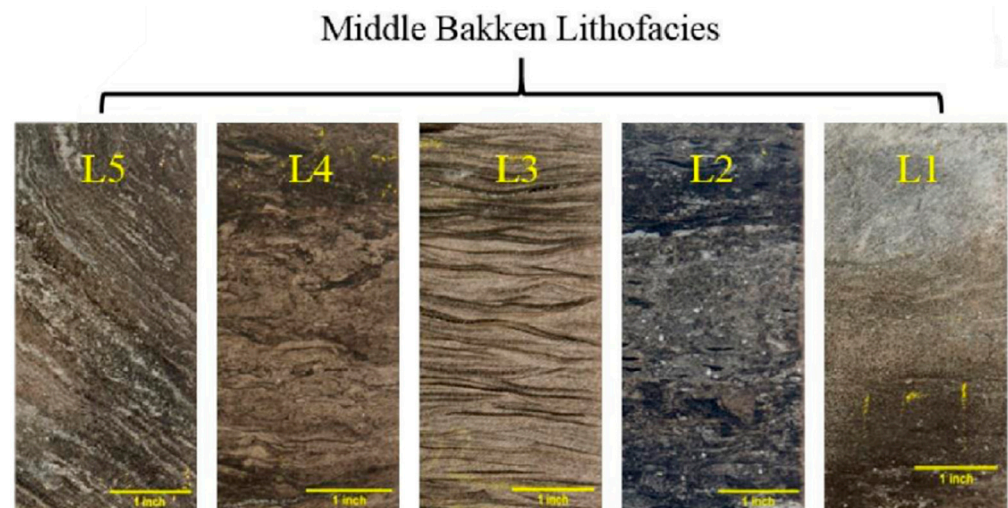 Middle Bakken Lithofacies
L5 L4 L3 L2 L1
1 inch 1 inch 1 inch 1 inch 1 inch